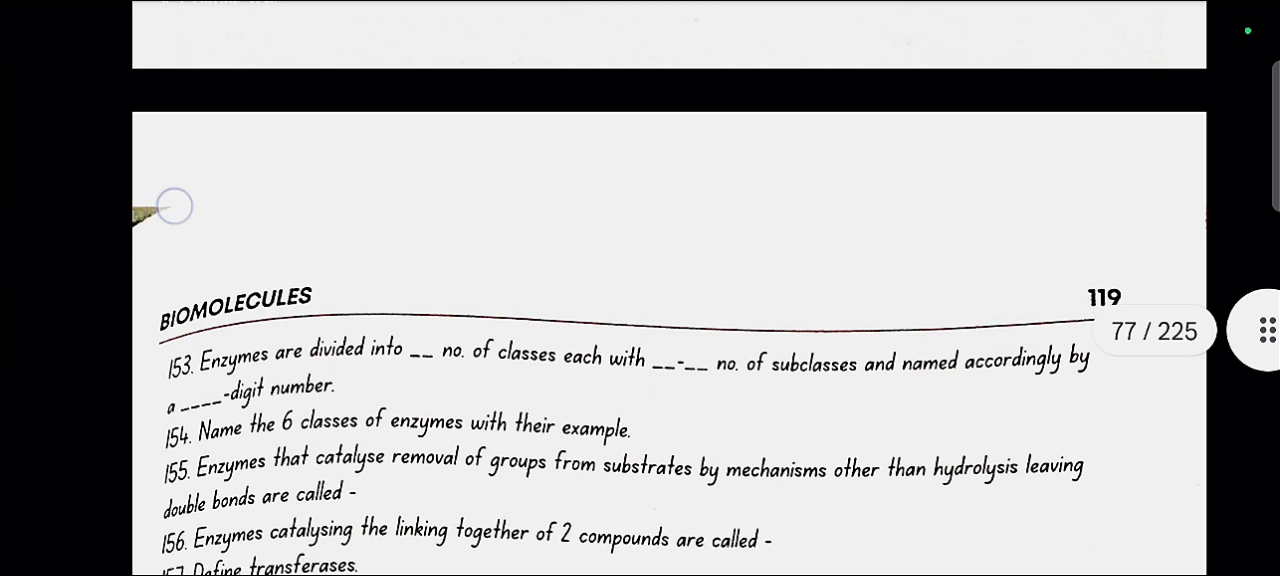 BIOMOLECULES
119
77 / 225
153. Enzymes are divided into __ no. of classes each with __-__ no. of subclasses and named accordingly by
a ____-digit number.
154. Name the 6 classes of enzymes with their example.
155. Enzymes that catalyse removal of groups from substrates by mechanisms other than hydrolysis leaving
double bonds are called -
156. Enzymes catalysing the linking together of 2 compounds are called -
157. Define transferases.